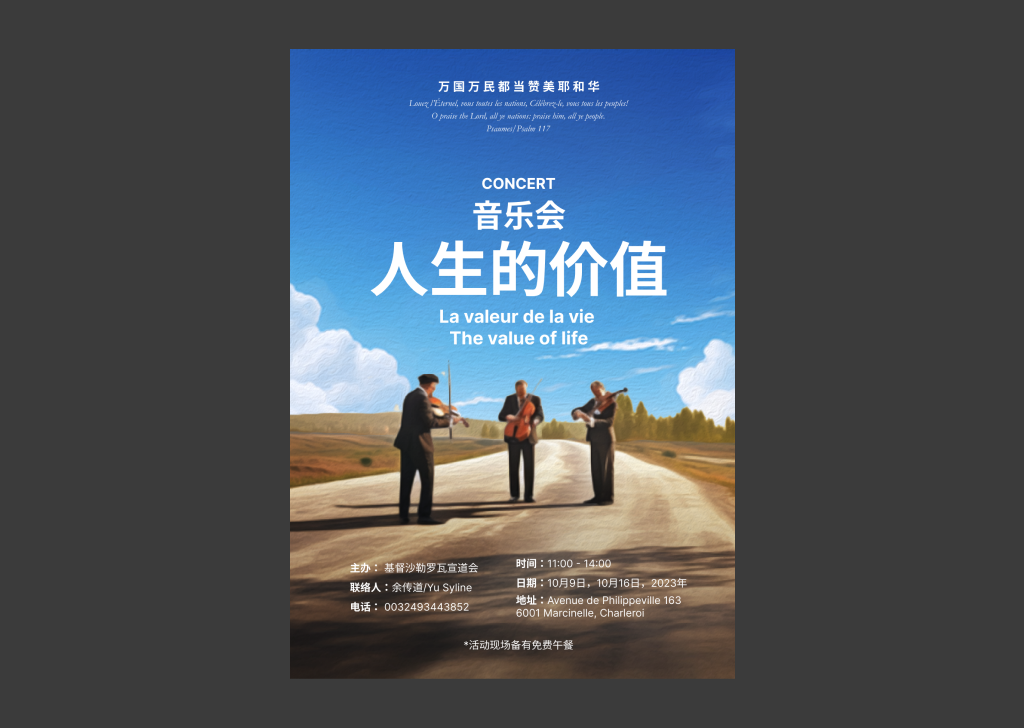 万国万民都当赞美耶和华
Louez l'Éternel, vous toutes les nations, Célébrez-le, vous tous les peuples!
O praise the Lord, all ye nations: praise him, all ye people.
Psaumes/Psalm 117
CONCERT
音乐会
人生的价值
La valeur de la vie
The value of life
主办： 基督沙勒罗瓦宣道会
联络人：余传道/Yu Syline
电话： 0032493443852
时间：11:00 - 14:00
日期：10月9日，10月16日，2023年
地址：Avenue de Philippeville 163
6001 Marcinelle, Charleroi
*活动现场备有免费午餐